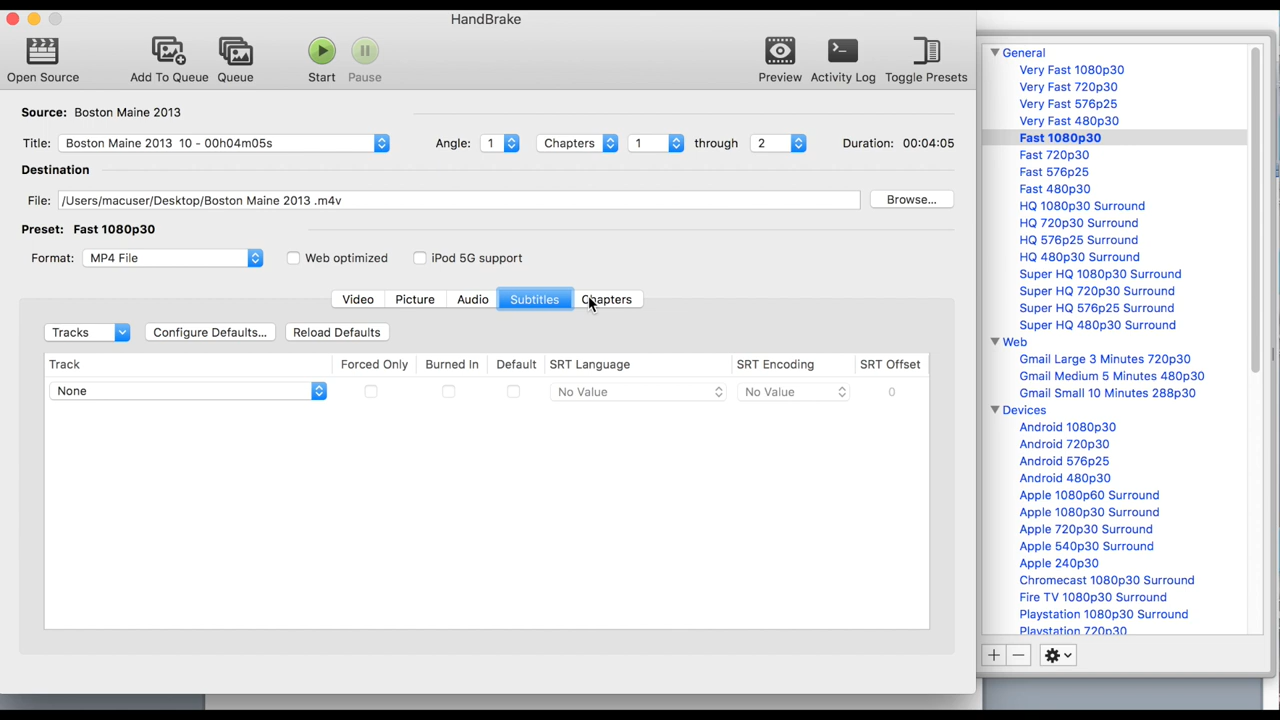 HandBrake
Open Source
Add To Queue
Queue
Start
Pause
Preview
Activity Log
Toggle Presets
Source: Boston Maine 2013
Title: Boston Maine 2013 10 - 00h04m05s
Angle: 1
Chapters 1 through 2
Duration: 00:04:05
Destination
File: /Users/macuser/Desktop/Boston Maine 2013 .m4v
Browse...
Preset: Fast 1080p30
Format: MP4 File
Web optimized
iPod 5G support
Video
Picture
Audio
Subtitles
Chapters
Tracks
Configure Defaults...
Reload Defaults
Track
Forced Only
Burned In
Default
SRT Language
SRT Encoding
SRT Offset
None
No Value
No Value
0
General
Very Fast 1080p30
Very Fast 720p30
Very Fast 576p25
Very Fast 480p30
Fast 1080p30
Fast 720p30
Fast 576p25
Fast 480p30
HQ 1080p30 Surround
HQ 720p30 Surround
HQ 576p25 Surround
HQ 480p30 Surround
Super HQ 1080p30 Surround
Super HQ 720p30 Surround
Super HQ 576p25 Surround
Super HQ 480p30 Surround
Web
Gmail Large 3 Minutes 720p30
Gmail Medium 5 Minutes 480p30
Gmail Small 10 Minutes 288p30
Devices
Android 1080p30
Android 720p30
Android 576p25
Android 480p30
Apple 1080p60 Surround
Apple 1080p30 Surround
Apple 720p30 Surround
Apple 540p30 Surround
Apple 240p30
Chromecast 1080p30 Surround
Fire TV 1080p30 Surround
Playstation 1080p30 Surround
Playstation 720p30